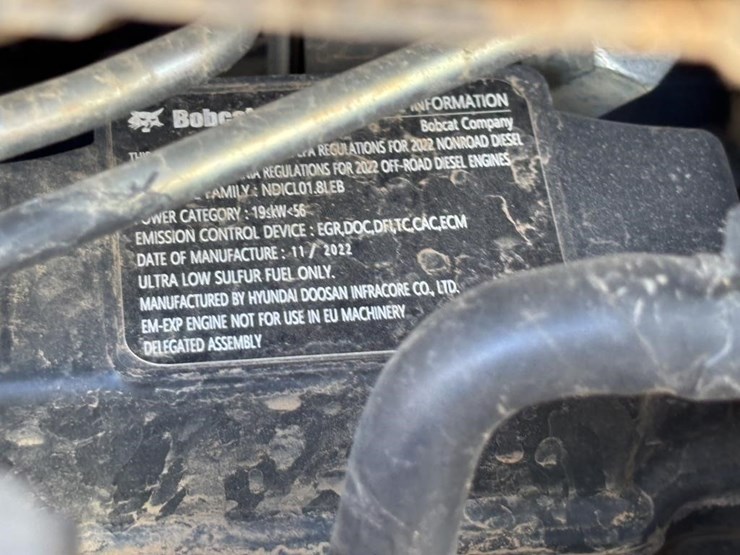 Bobcat INFORMATION
Bobcat Company
REGULATIONS FOR 2022 NONROAD DIESEL
REGULATIONS FOR 2022 OFF-ROAD DIESEL ENGINES
FAMILY : NDICL01.8LEB
POWER CATEGORY : 19≤kW<56
EMISSION CONTROL DEVICE : EGR,DOC,DFI,TC,CAC,ECM
DATE OF MANUFACTURE : 11 / 2022
ULTRA LOW SULFUR FUEL ONLY.
MANUFACTURED BY HYUNDAI DOOSAN INFRACORE CO., LTD.
EM-EXP ENGINE NOT FOR USE IN EU MACHINERY
DELEGATED ASSEMBLY